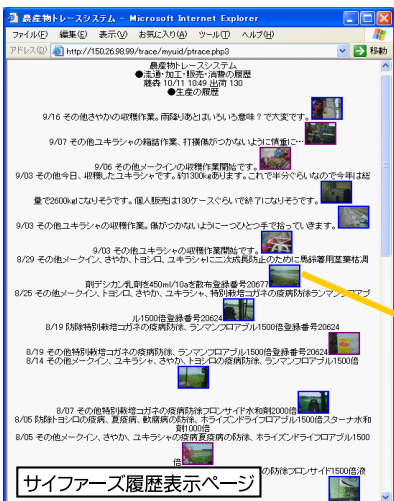 農産物トレースシステム - Microsoft Internet Explorer
ファイル(F) 編集(E) 表示(V) お気に入り(A) ツール(T) ヘルプ(H)
アドレス(D) http://150.26.98.99/trace/myuid/ptrace.php3 移動
農産物トレースシステム
●流通・加工・販売・消費の履歴
藤森 10/11 10:49 出荷 130
●生産の履歴
9/16 その他さやかの収穫作業。雨降りあとはいろいろ意味?で大変です。
9/07 その他ユキラシャの箱詰作業、打撲傷がつかないように慎重に…
9/06 その他メークインの収穫作業開始です。
9/03 その他今日、収穫したユキラシャです。約1300kgあります。これで半分ぐらいなので今年は総
量で2600kgになりそうです。個人販売は130ケースぐらいで終了になりそうです。
9/03 その他ユキラシャの収穫作業。傷がつかないように一つひとつ手で拾っていきます。
9/03 その他ユキラシャの収穫作業開始です。
8/29 その他メークイン、さやか、トヨシロ、ユキラシャに二次成長防止のために馬鈴薯用茎葉枯凋
剤デシカン乳剤を450ml/10aを散布登録番号20677
8/25 その他メークイン、トヨシロ、さやか、ユキラシャ、特別栽培コガネの疫病防除ランマンフロアブ
ル1500倍登録番号20624
8/19 防除特別栽培コガネの疫病防除、ランマンフロアブル1500倍登録番号20624
8/19 その他特別栽培コガネの疫病防除、ランマンフロアブル1500倍登録番号20624
8/14 その他メークイン、ユキラシャ、さやか、トヨシロの疫病防除、ランマンフロアブル1500倍
8/07 その他特別栽培コガネの疫病防除フロンサイド水和剤2000倍
8/05 防除トヨシロの疫病、夏疫病、軟腐病の防除、ホライズンドライフロアブル1500倍スターナ水和
剤1000倍
8/05 その他メークイン、さやか、ユキラシャの疫病夏疫病の防除、ホライズンドライフロアブル1500
倍
の防除フロンサイド1500倍液
サイファーズ履歴表示ページ